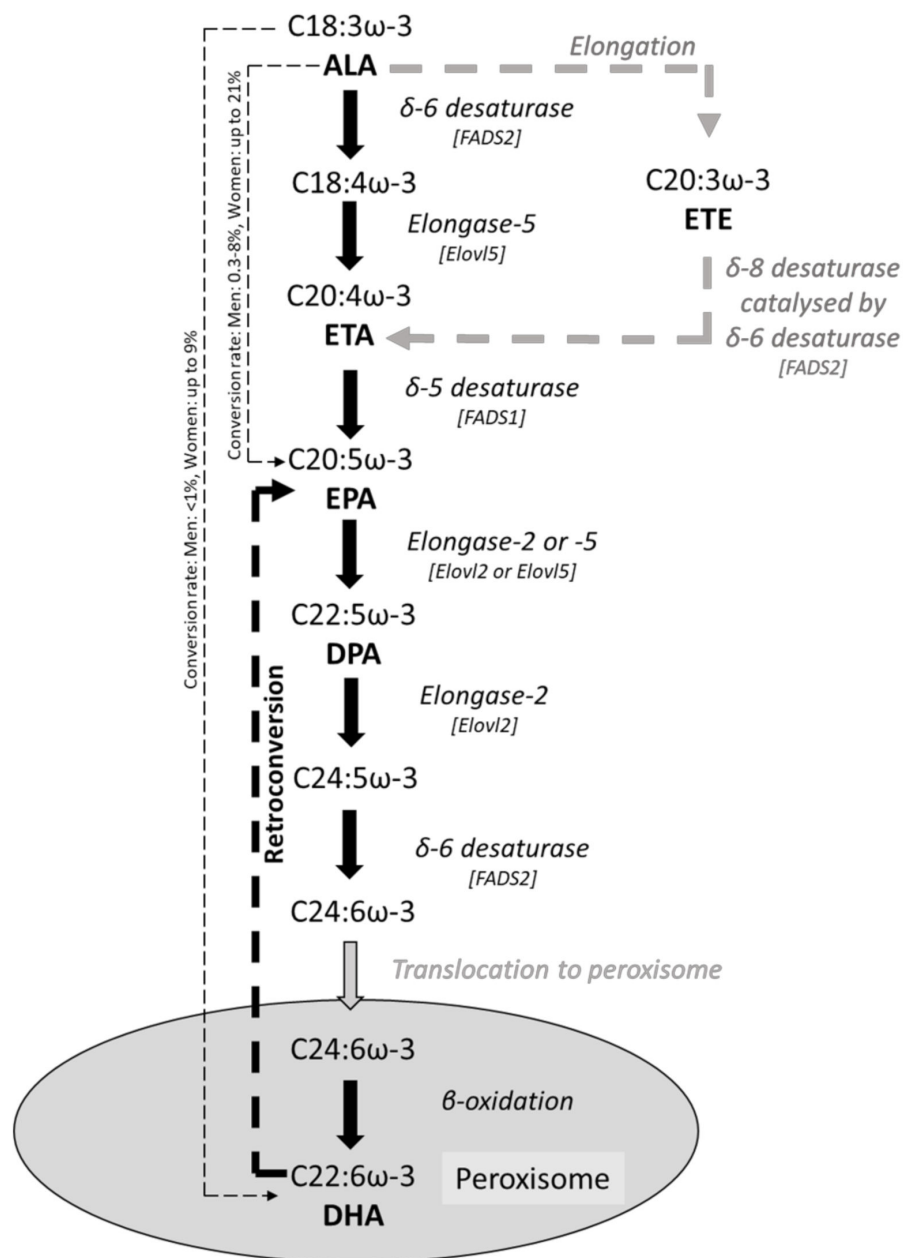 C18:3ω-3
ALA
Elongation
δ-6 desaturase
[FADS2]
C18:4ω-3
C20:3ω-3
ETE
Elongase-5
[Elovl5]
δ-8 desaturase
catalysed by
δ-6 desaturase
[FADS2]
C20:4ω-3
ETA
δ-5 desaturase
[FADS1]
Conversion rate: Men: 0.3-8%, Women: up to 21%
Conversion rate: Men: <1%, Women: up to 9%
C20:5ω-3
EPA
Elongase-2 or -5
[Elovl2 or Elovl5]
C22:5ω-3
DPA
Elongase-2
[Elovl2]
Retroconversion
C24:5ω-3
δ-6 desaturase
[FADS2]
C24:6ω-3
Translocation to peroxisome
C24:6ω-3
β-oxidation
C22:6ω-3
DHA
Peroxisome